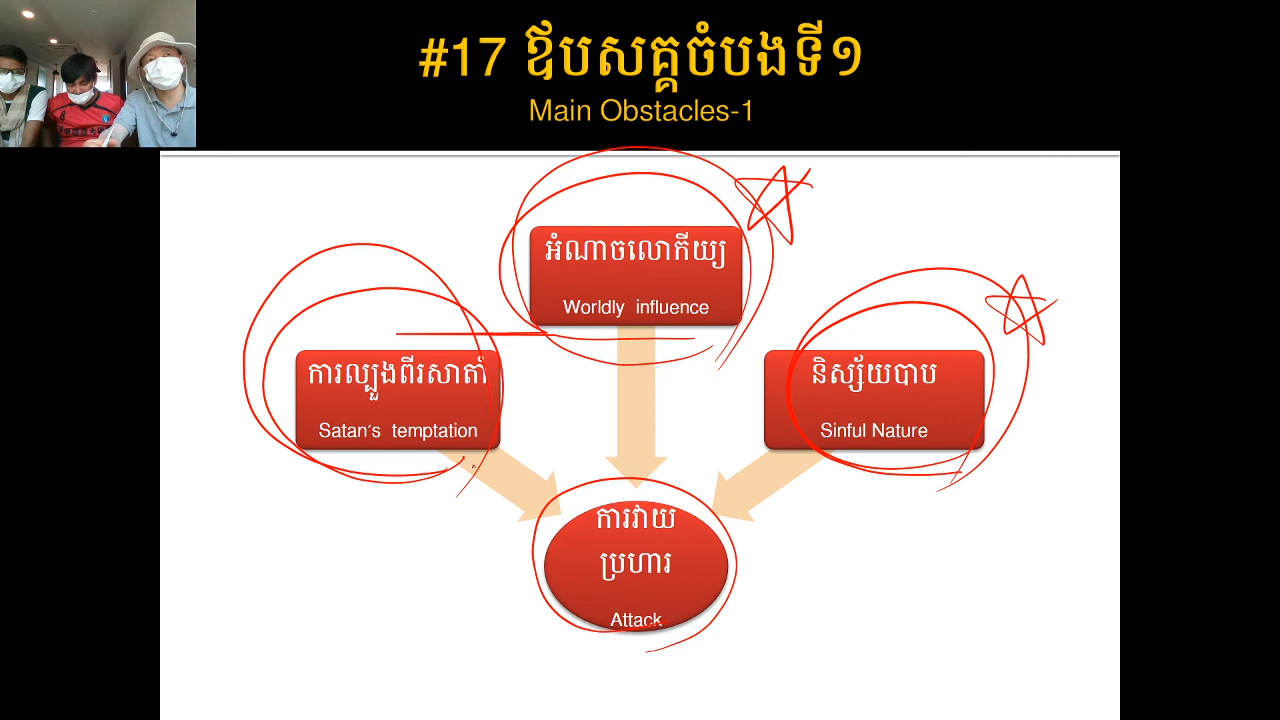 #17 ឪបសគ្គចំបងទី១
Main Obstacles-1
អំណាចលោកីយ្យ
Worldly influence
ការល្បួងពីរសាតាំ
Satan's temptation
និស្ស័យបាប
Sinful Nature
ការវាយ
ប្រហារ
Attack